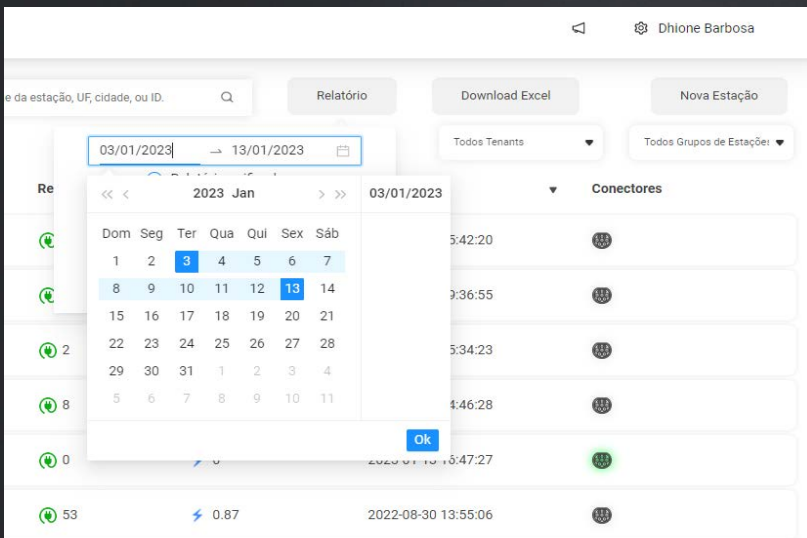 Dhione Barbosa
e da estação, UF, cidade, ou ID.
Relatório
Download Excel
Nova Estação
03/01/2023
13/01/2023
Todos Tenants
Todos Grupos de Estações
Re
2023 Jan
03/01/2023
Conectores
Dom Seg Ter Qua Qui Sex Sáb
1 2 3 4 5 6 7
5:42:20
8 9 10 11 12 13 14
9:36:55
15 16 17 18 19 20 21
2
22 23 24 25 26 27 28
5:34:23
29 30 31 1 2 3 4
8
5 6 7 8 9 10 11
4:46:28
Ok
0
53
0.87
2022-08-30 13:55:06